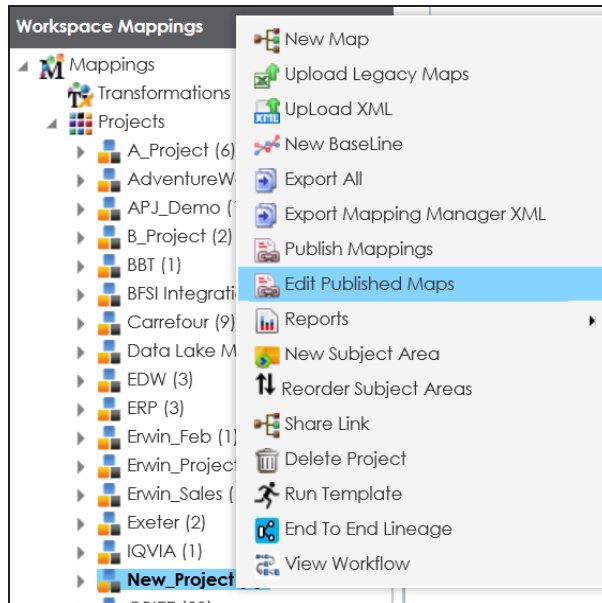 Workspace Mappings
Mappings
Transformations
Projects
A_Project (6)
AdventureW
APJ_Demo (
B_Project (2)
BBT (1)
BFSI Integrati
Carrefour (9)
Data Lake M
EDW (3)
ERP (3)
Erwin_Feb (1)
Erwin_Project
Erwin_Sales (
Exeter (2)
IQVIA (1)
New_Project
New Map
Upload Legacy Maps
UpLoad XML
New BaseLine
Export All
Export Mapping Manager XML
Publish Mappings
Edit Published Maps
Reports
New Subject Area
Reorder Subject Areas
Share Link
Delete Project
Run Template
End To End Lineage
View Workflow